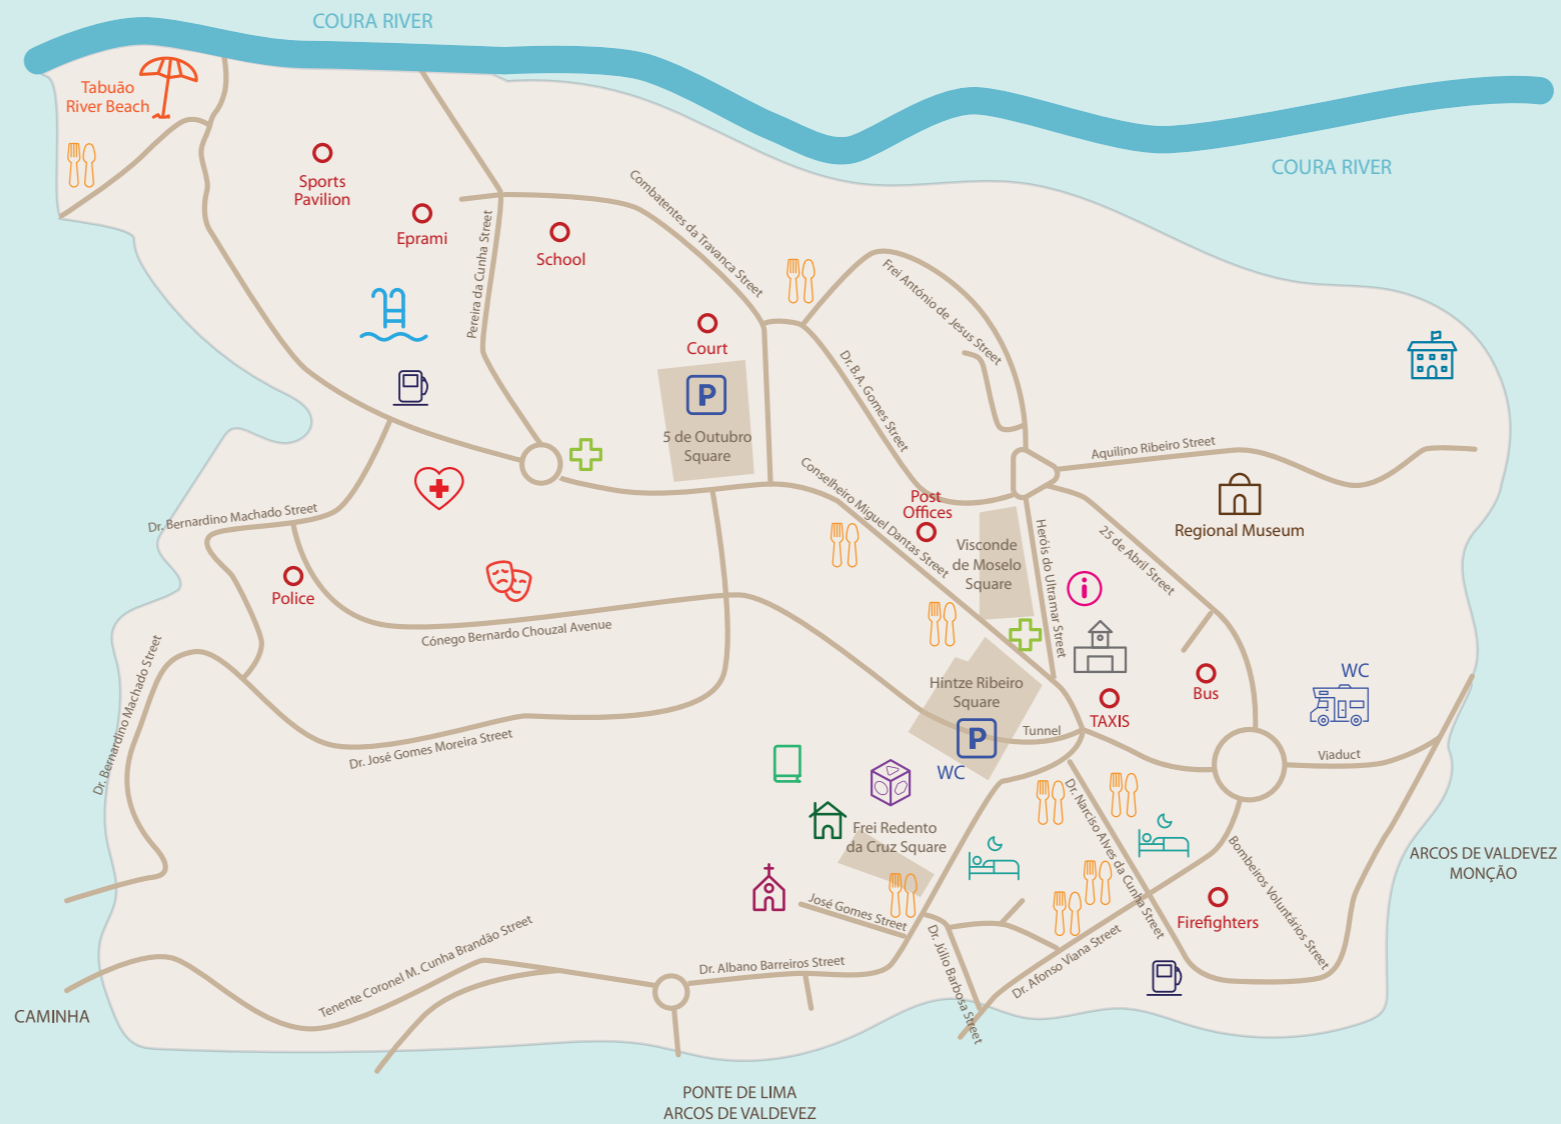 COURA RIVER
Tabuão
River Beach
COURA RIVER
Sports
Pavilion
Eprami
School
Combatentes da Travanca Street
Pereira da Cunha Street
Frei António de Jesus Street
Court
P
5 de Outubro
Square
Dr. B.A. Gomes Street
Aquilino Ribeiro Street
Conselheiro Miguel Dantas Street
Post
Offices
Regional Museum
Dr. Bernardino Machado Street
Visconde
de Moselo
Square
Heróis do Ultramar Street
25 de Abril Street
i
Police
Cónego Bernardo Chouzal Avenue
Dr. Bernardino Machado Street
Hintze Ribeiro
Square
TAXIS
Bus
WC
Tunnel
P
WC
Viaduct
Dr. José Gomes Moreira Street
Frei Redento
da Cruz Square
Dr. Narciso Alves da Cunha Street
Bombeiros Voluntários Street
ARCOS DE VALDEVEZ
MONÇÃO
José Gomes Street
Firefighters
Dr. Júlio Barbosa Street
Dr. Afonso Viana Street
Tenente Coronel M. Cunha Brandão Street
Dr. Albano Barreiros Street
CAMINHA
PONTE DE LIMA
ARCOS DE VALDEVEZ